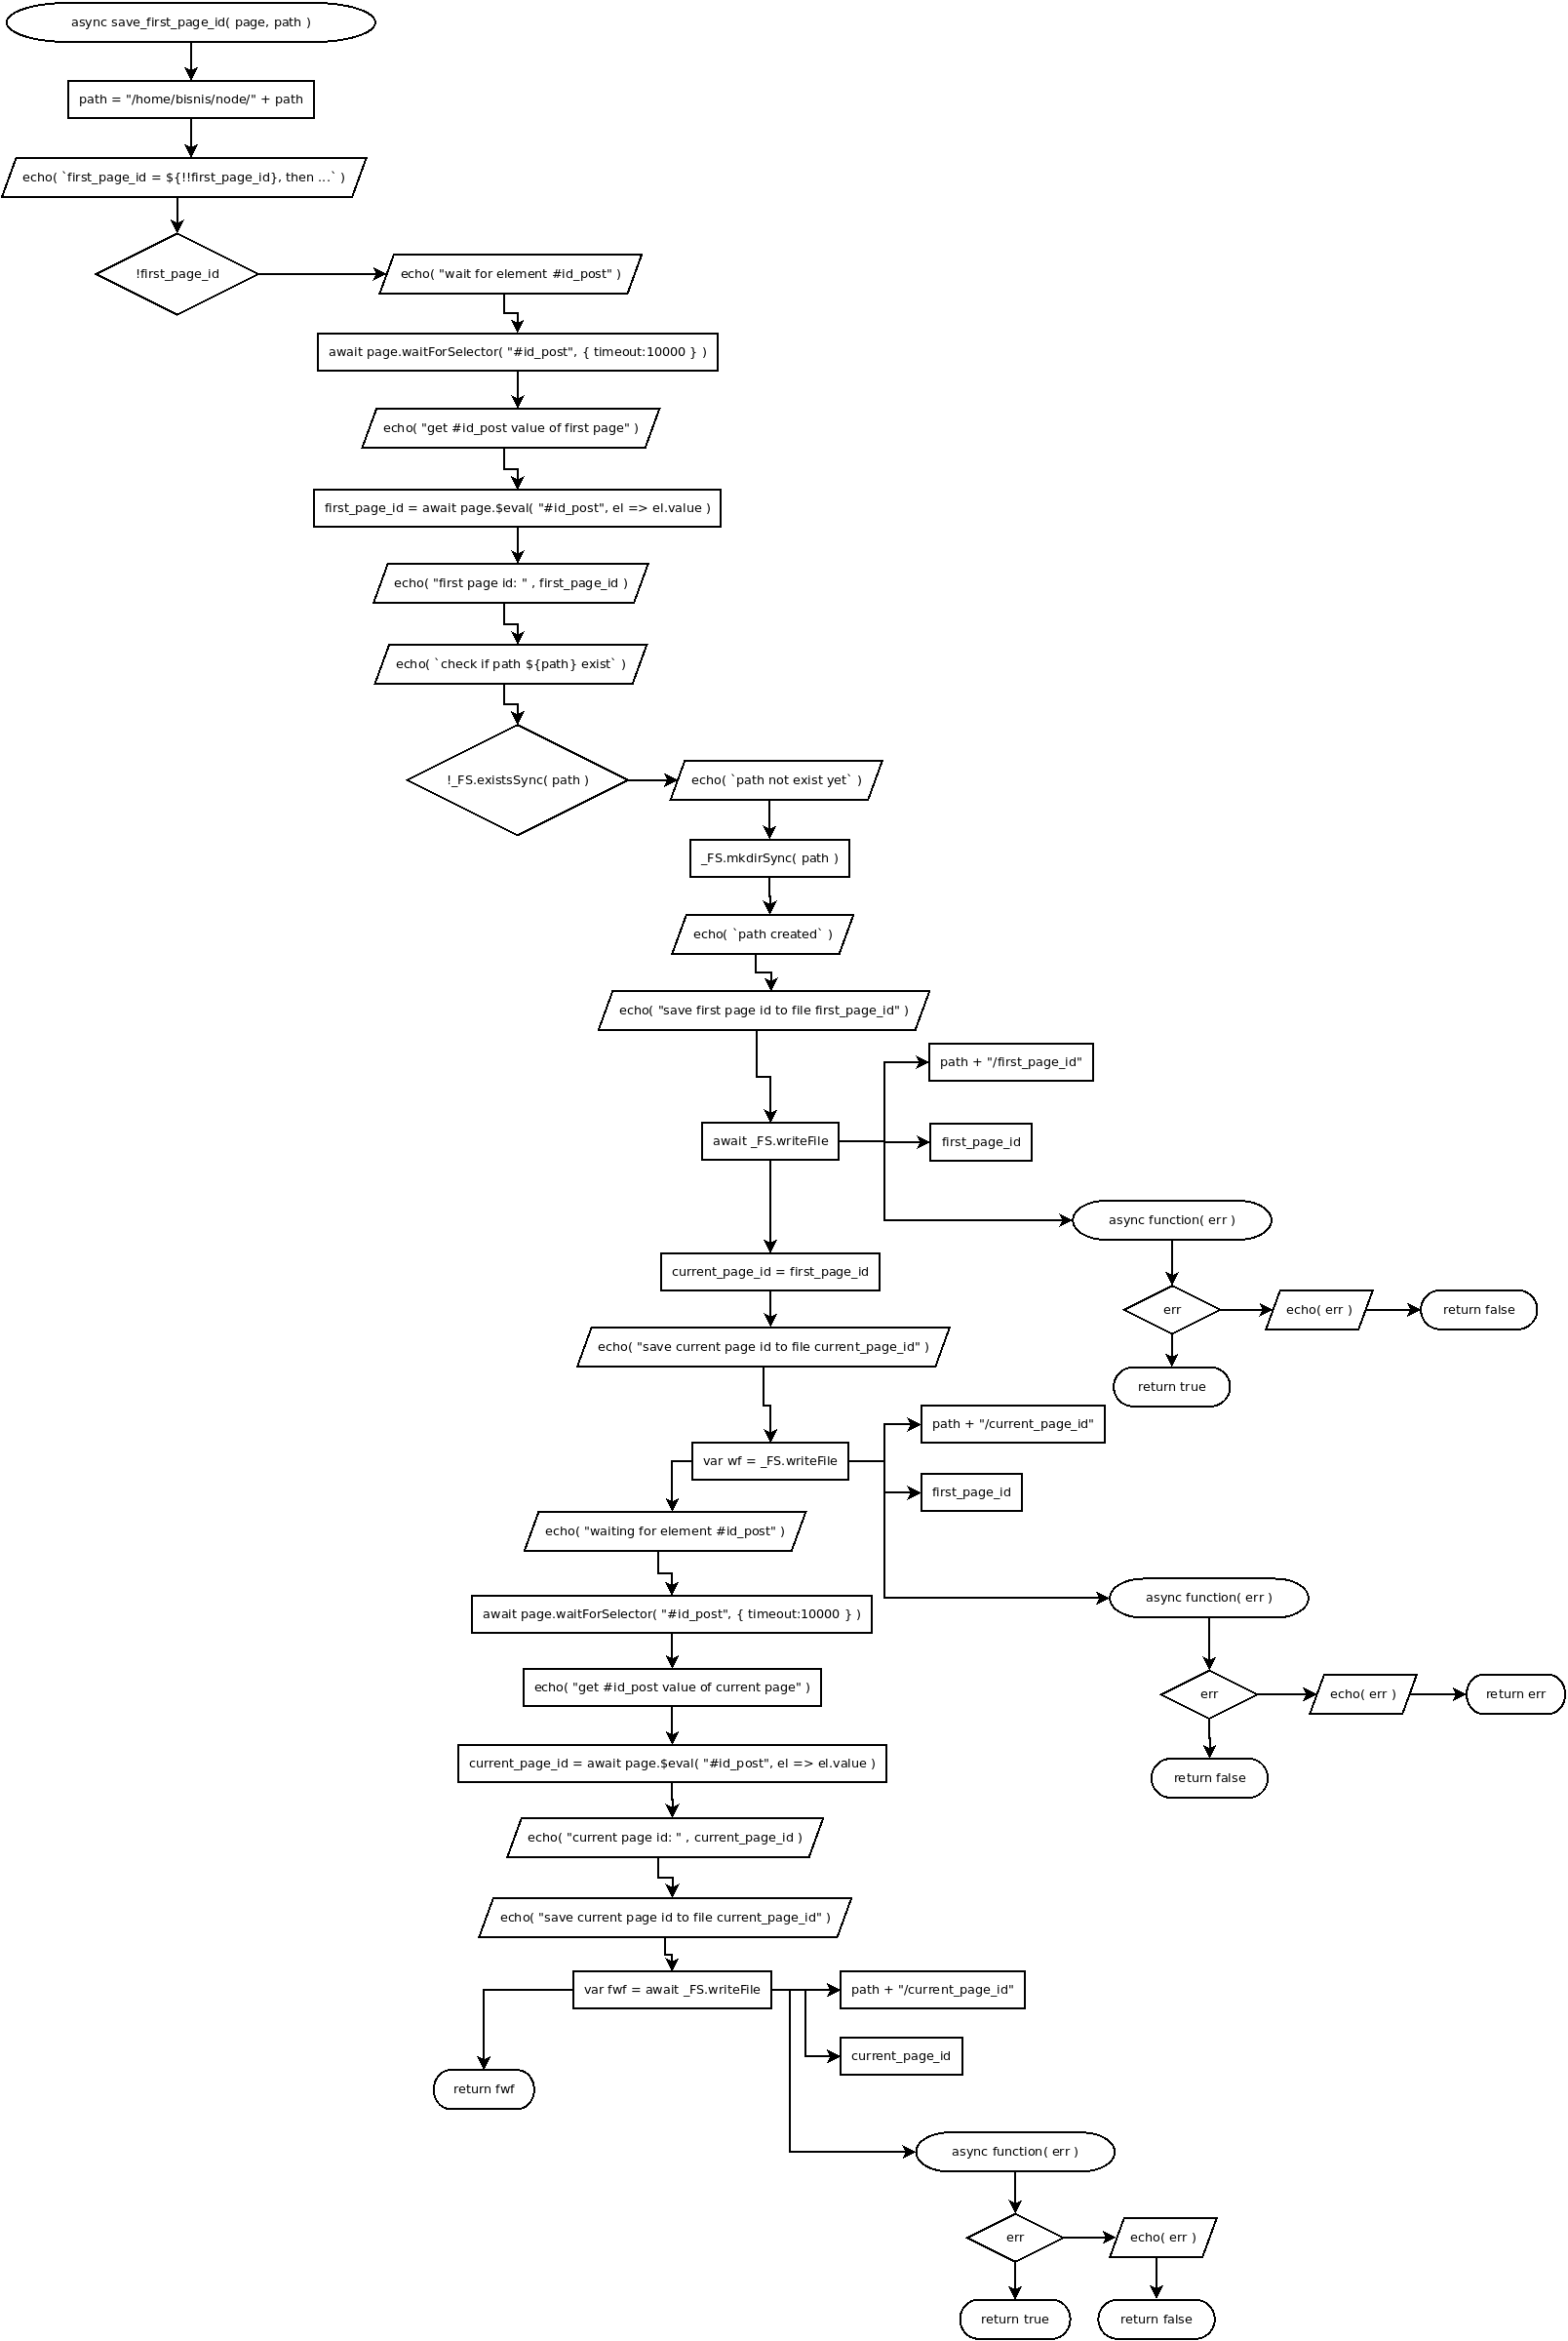 async save_first_page_id( page, path )
path = "/home/bisnis/node/" + path
echo( `first_page_id = ${!!first_page_id}, then ...` )
!first_page_id
echo( "wait for element #id_post" )
await page.waitForSelector( "#id_post", { timeout:10000 } )
echo( "get #id_post value of first page" )
first_page_id = await page.$eval( "#id_post", el => el.value )
echo( "first page id: " , first_page_id )
echo( `check if path ${path} exist` )
!_FS.existsSync( path )
echo( `path not exist yet` )
_FS.mkdirSync( path )
echo( `path created` )
echo( "save first page id to file first_page_id" )
path + "/first_page_id"
await _FS.writeFile
first_page_id
async function( err )
current_page_id = first_page_id
err
echo( err )
return false
echo( "save current page id to file current_page_id" )
return true
path + "/current_page_id"
var wf = _FS.writeFile
first_page_id
echo( "waiting for element #id_post" )
async function( err )
await page.waitForSelector( "#id_post", { timeout:10000 } )
echo( "get #id_post value of current page" )
err
echo( err )
return err
current_page_id = await page.$eval( "#id_post", el => el.value )
return false
echo( "current page id: " , current_page_id )
echo( "save current page id to file current_page_id" )
var fwf = await _FS.writeFile
path + "/current_page_id"
current_page_id
return fwf
async function( err )
err
echo( err )
return true
return false